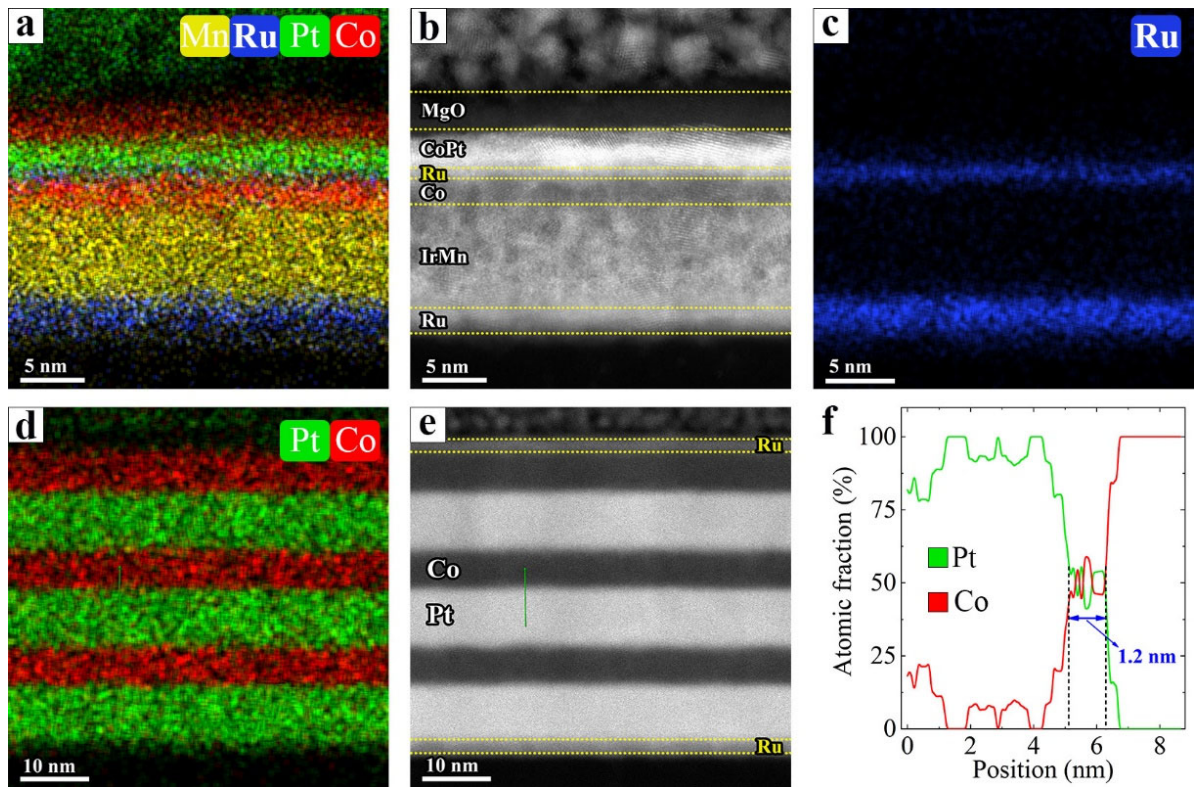 a
Mn Ru Pt Co
5 nm
b
MgO
CoPt
Ru
Co
IrMn
Ru
5 nm
c
Ru
5 nm
d
Pt Co
10 nm
e
Ru
Co
Pt
Ru
10 nm
f
100
75
50
25
0
Atomic fraction (%)
Pt
Co
1.2 nm
0 2 4 6 8
Position (nm)